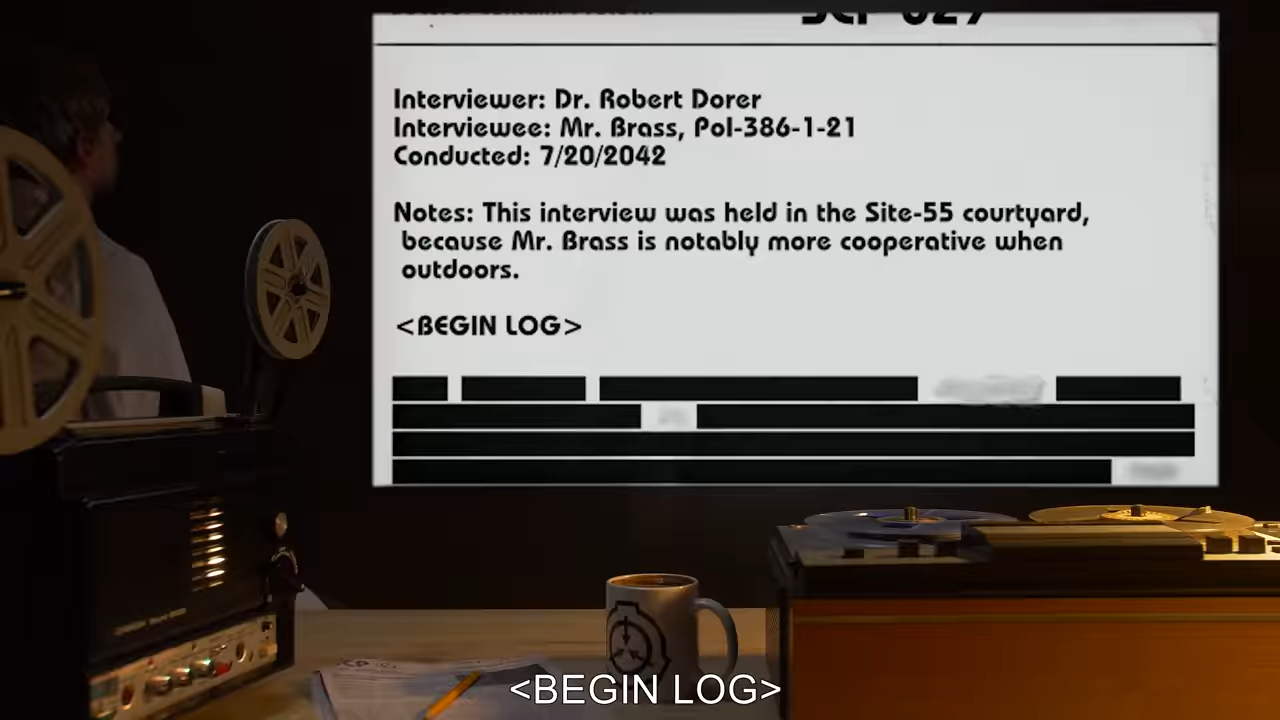 Interviewer: Dr. Robert Dorer
Interviewee: Mr. Brass, Pol-386-1-21
Conducted: 7/20/2042
Notes: This interview was held in the Site-55 courtyard,
because Mr. Brass is notably more cooperative when
outdoors.
<BEGIN LOG>
<BEGIN LOG>